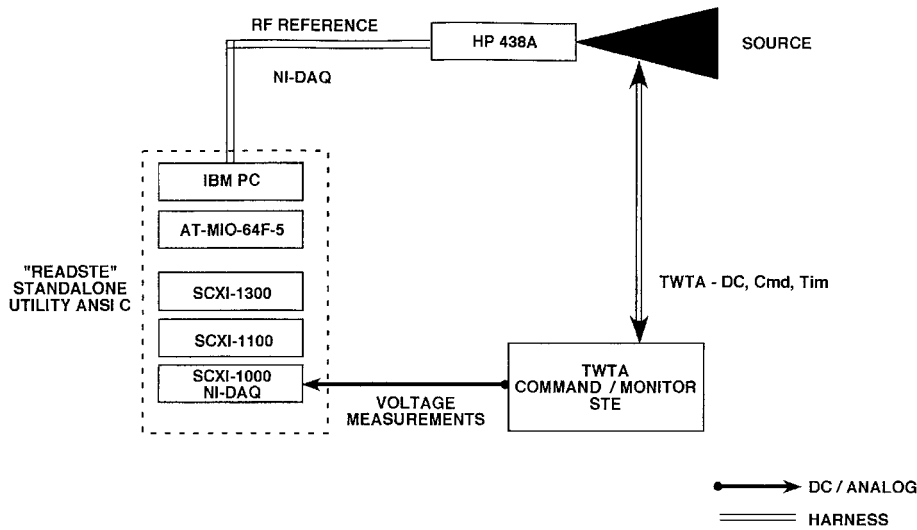 RF REFERENCE
NI-DAQ
HP 438A
SOURCE
IBM PC
AT-MIO-64F-5
"READSTE"
STANDALONE
UTILITY ANSI C
SCXI-1300
SCXI-1100
SCXI-1000
NI-DAQ
TWTA - DC, Cmd, Tim
TWTA
COMMAND / MONITOR
STE
VOLTAGE
MEASUREMENTS
DC / ANALOG
HARNESS